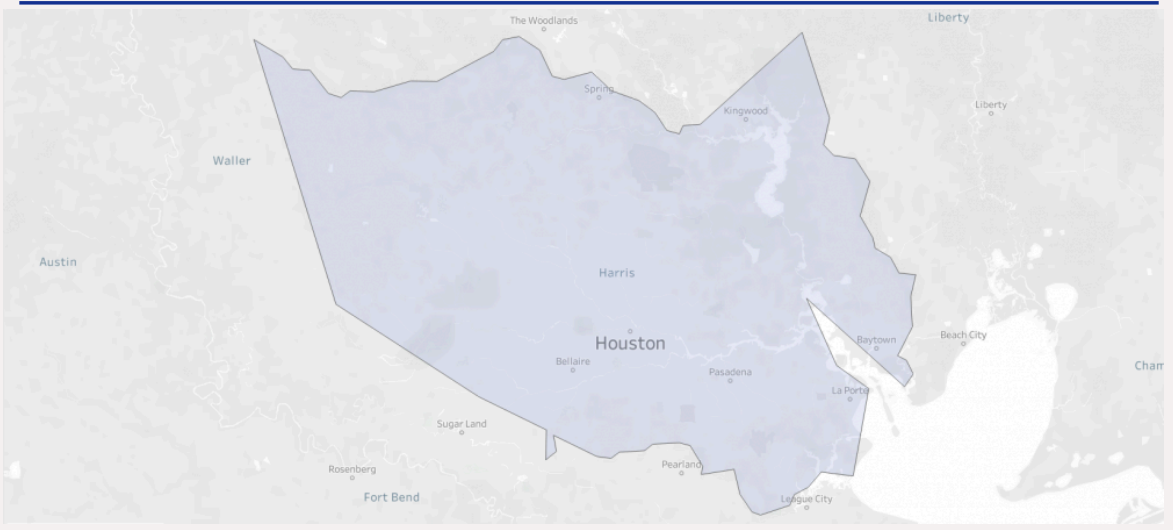 The Woodlands
Liberty
Spring
Liberty
Kingwood
Waller
Austin
Harris
Houston
Beach City
Baytown
Bellaire
Cham
Pasadena
La Porte
Sugar Land
Pearland
Rosenberg
Fort Bend
League City